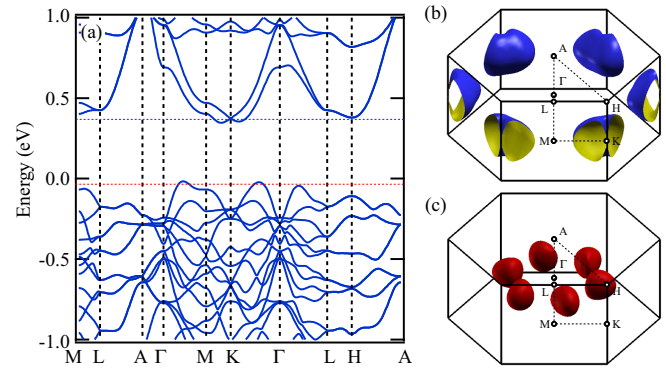 (a)
1.0
0.5
0.0
-0.5
-1.0
Energy (eV)
M L A Γ M K Γ L H A
(b)
A
Γ
L H
M K
(c)
A
Γ
L H
M K